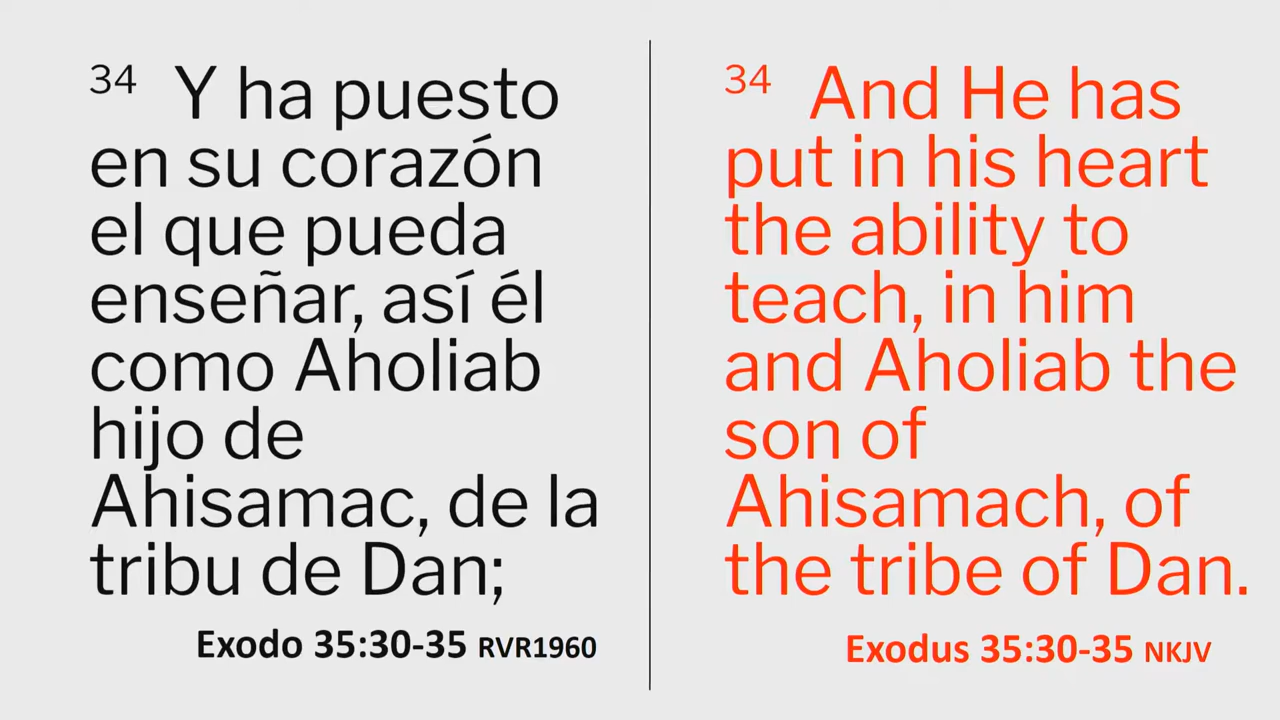 34 Y ha puesto
en su corazón
el que pueda
enseñar, así él
como Aholiab
hijo de
Ahisamac, de la
tribu de Dan;
Exodo 35:30-35 RVR1960
34 And He has
put in his heart
the ability to
teach, in him
and Aholiab the
son of
Ahisamach, of
the tribe of Dan.
Exodus 35:30-35 NKJV